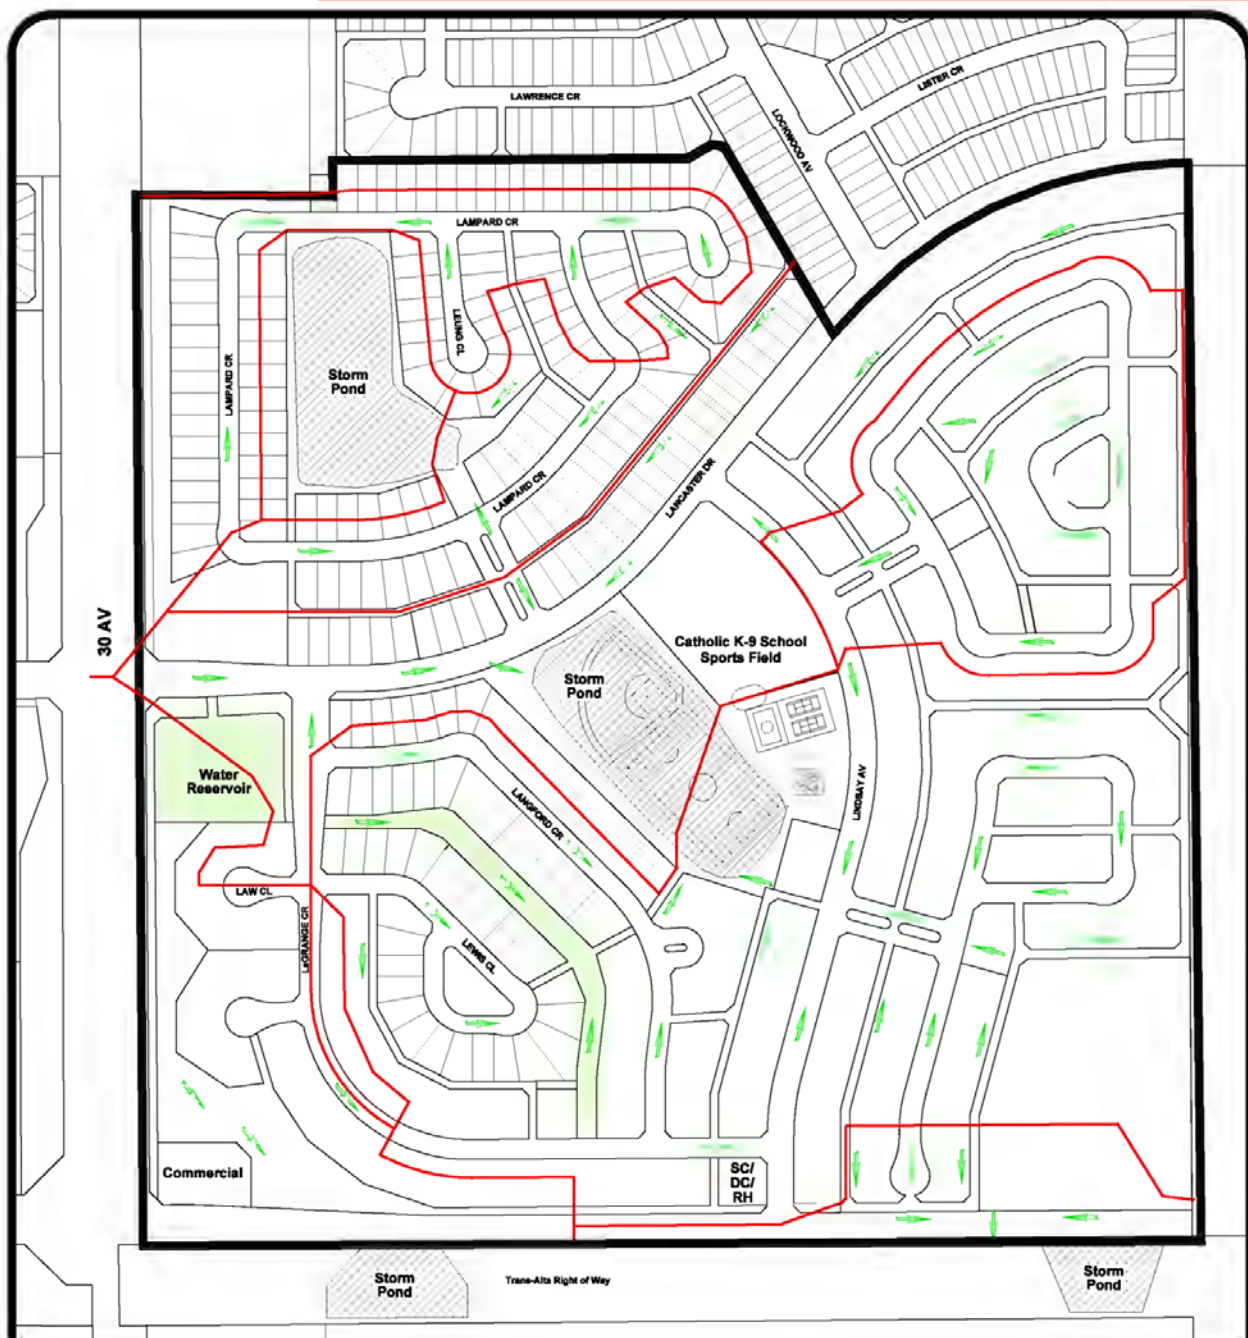 LAWRENCE CR
LOCKWOOD AV
LISTER CR
LAMPARD CR
LEUNG CL
LAMPARD CR
Storm
Pond
LANCASTER DR
LAMPARD CR
30 AV
Catholic K-9 School
Sports Field
Storm
Pond
Water
Reservoir
LANGFORD CR
LINDSAY AV
LAW CL
LeGRANGE CR
LEWIS CL
Commercial
SC/
DC/
RH
Storm
Pond
Trans-Alta Right of Way
Storm
Pond